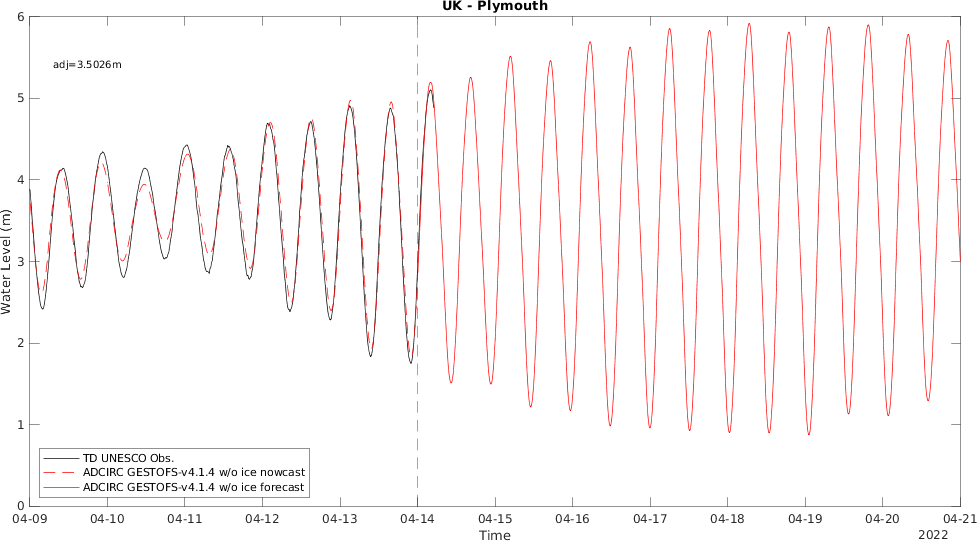 UK - Plymouth
adj=3.5026m
6
5
4
3
2
1
0
Water Level (m)
TD UNESCO Obs.
ADCIRC GESTOFS-v4.1.4 w/o ice nowcast
ADCIRC GESTOFS-v4.1.4 w/o ice forecast
04-09 04-10 04-11 04-12 04-13 04-14 04-15 04-16 04-17 04-18 04-19 04-20 04-21
Time
2022